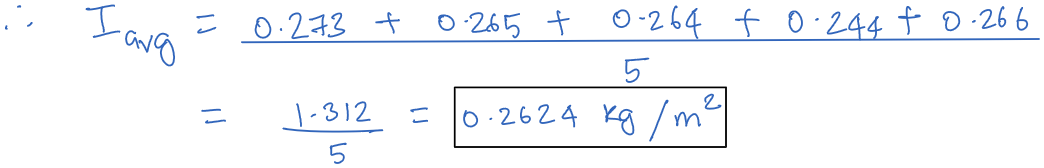 ∴ I_avg = (0.273 + 0.265 + 0.264 + 0.244 + 0.266)/5
= 1.312/5 = 0.2624 kg/m²